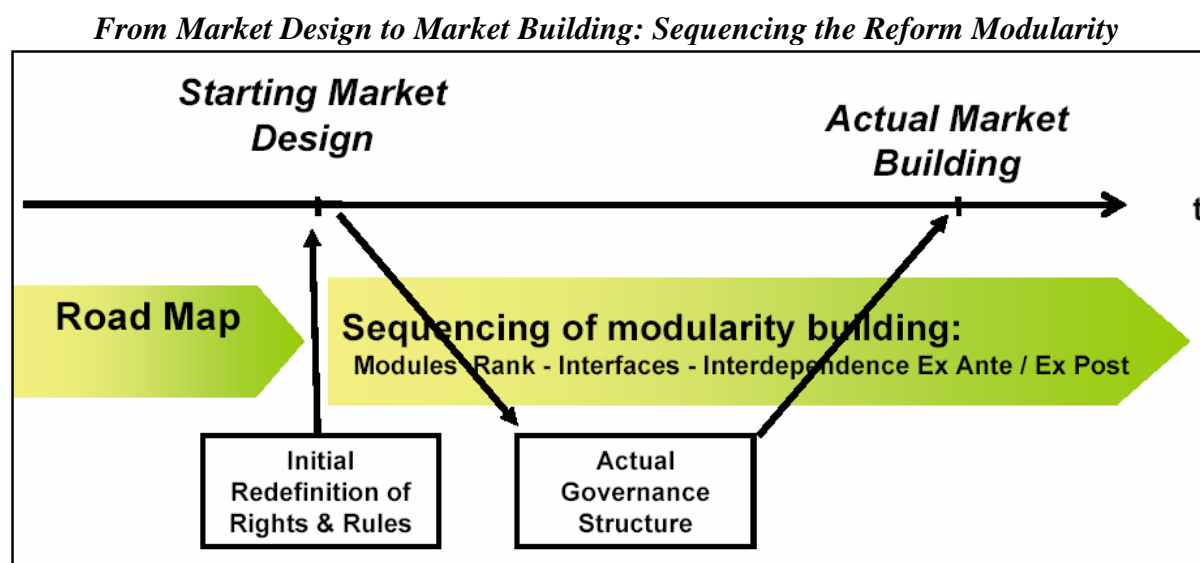 From Market Design to Market Building: Sequencing the Reform Modularity
Starting Market
Design
Actual Market
Building
t
Road Map
Sequencing of modularity building:
Modules Rank - Interfaces - Interdependence Ex Ante / Ex Post
Initial
Redefinition of
Rights & Rules
Actual
Governance
Structure